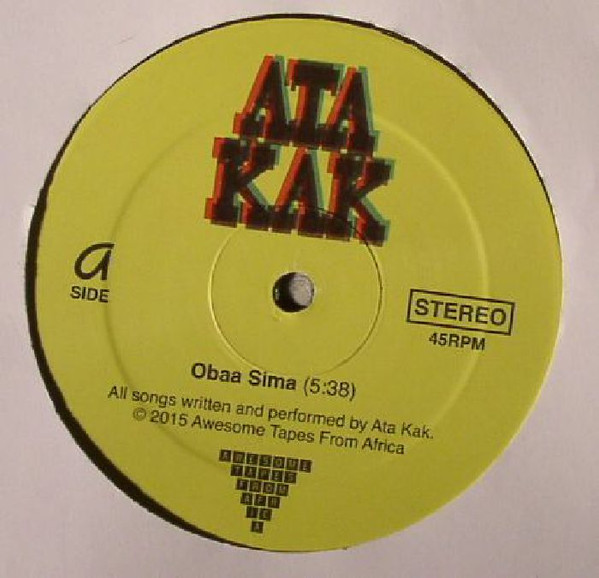 ATA
KAK
a
SIDE
STEREO
45RPM
Obaa Sima (5:38)
All songs written and performed by Ata Kak.
© 2015 Awesome Tapes From Africa
AWESOME
TAPES
FROM
AFR
IC
A